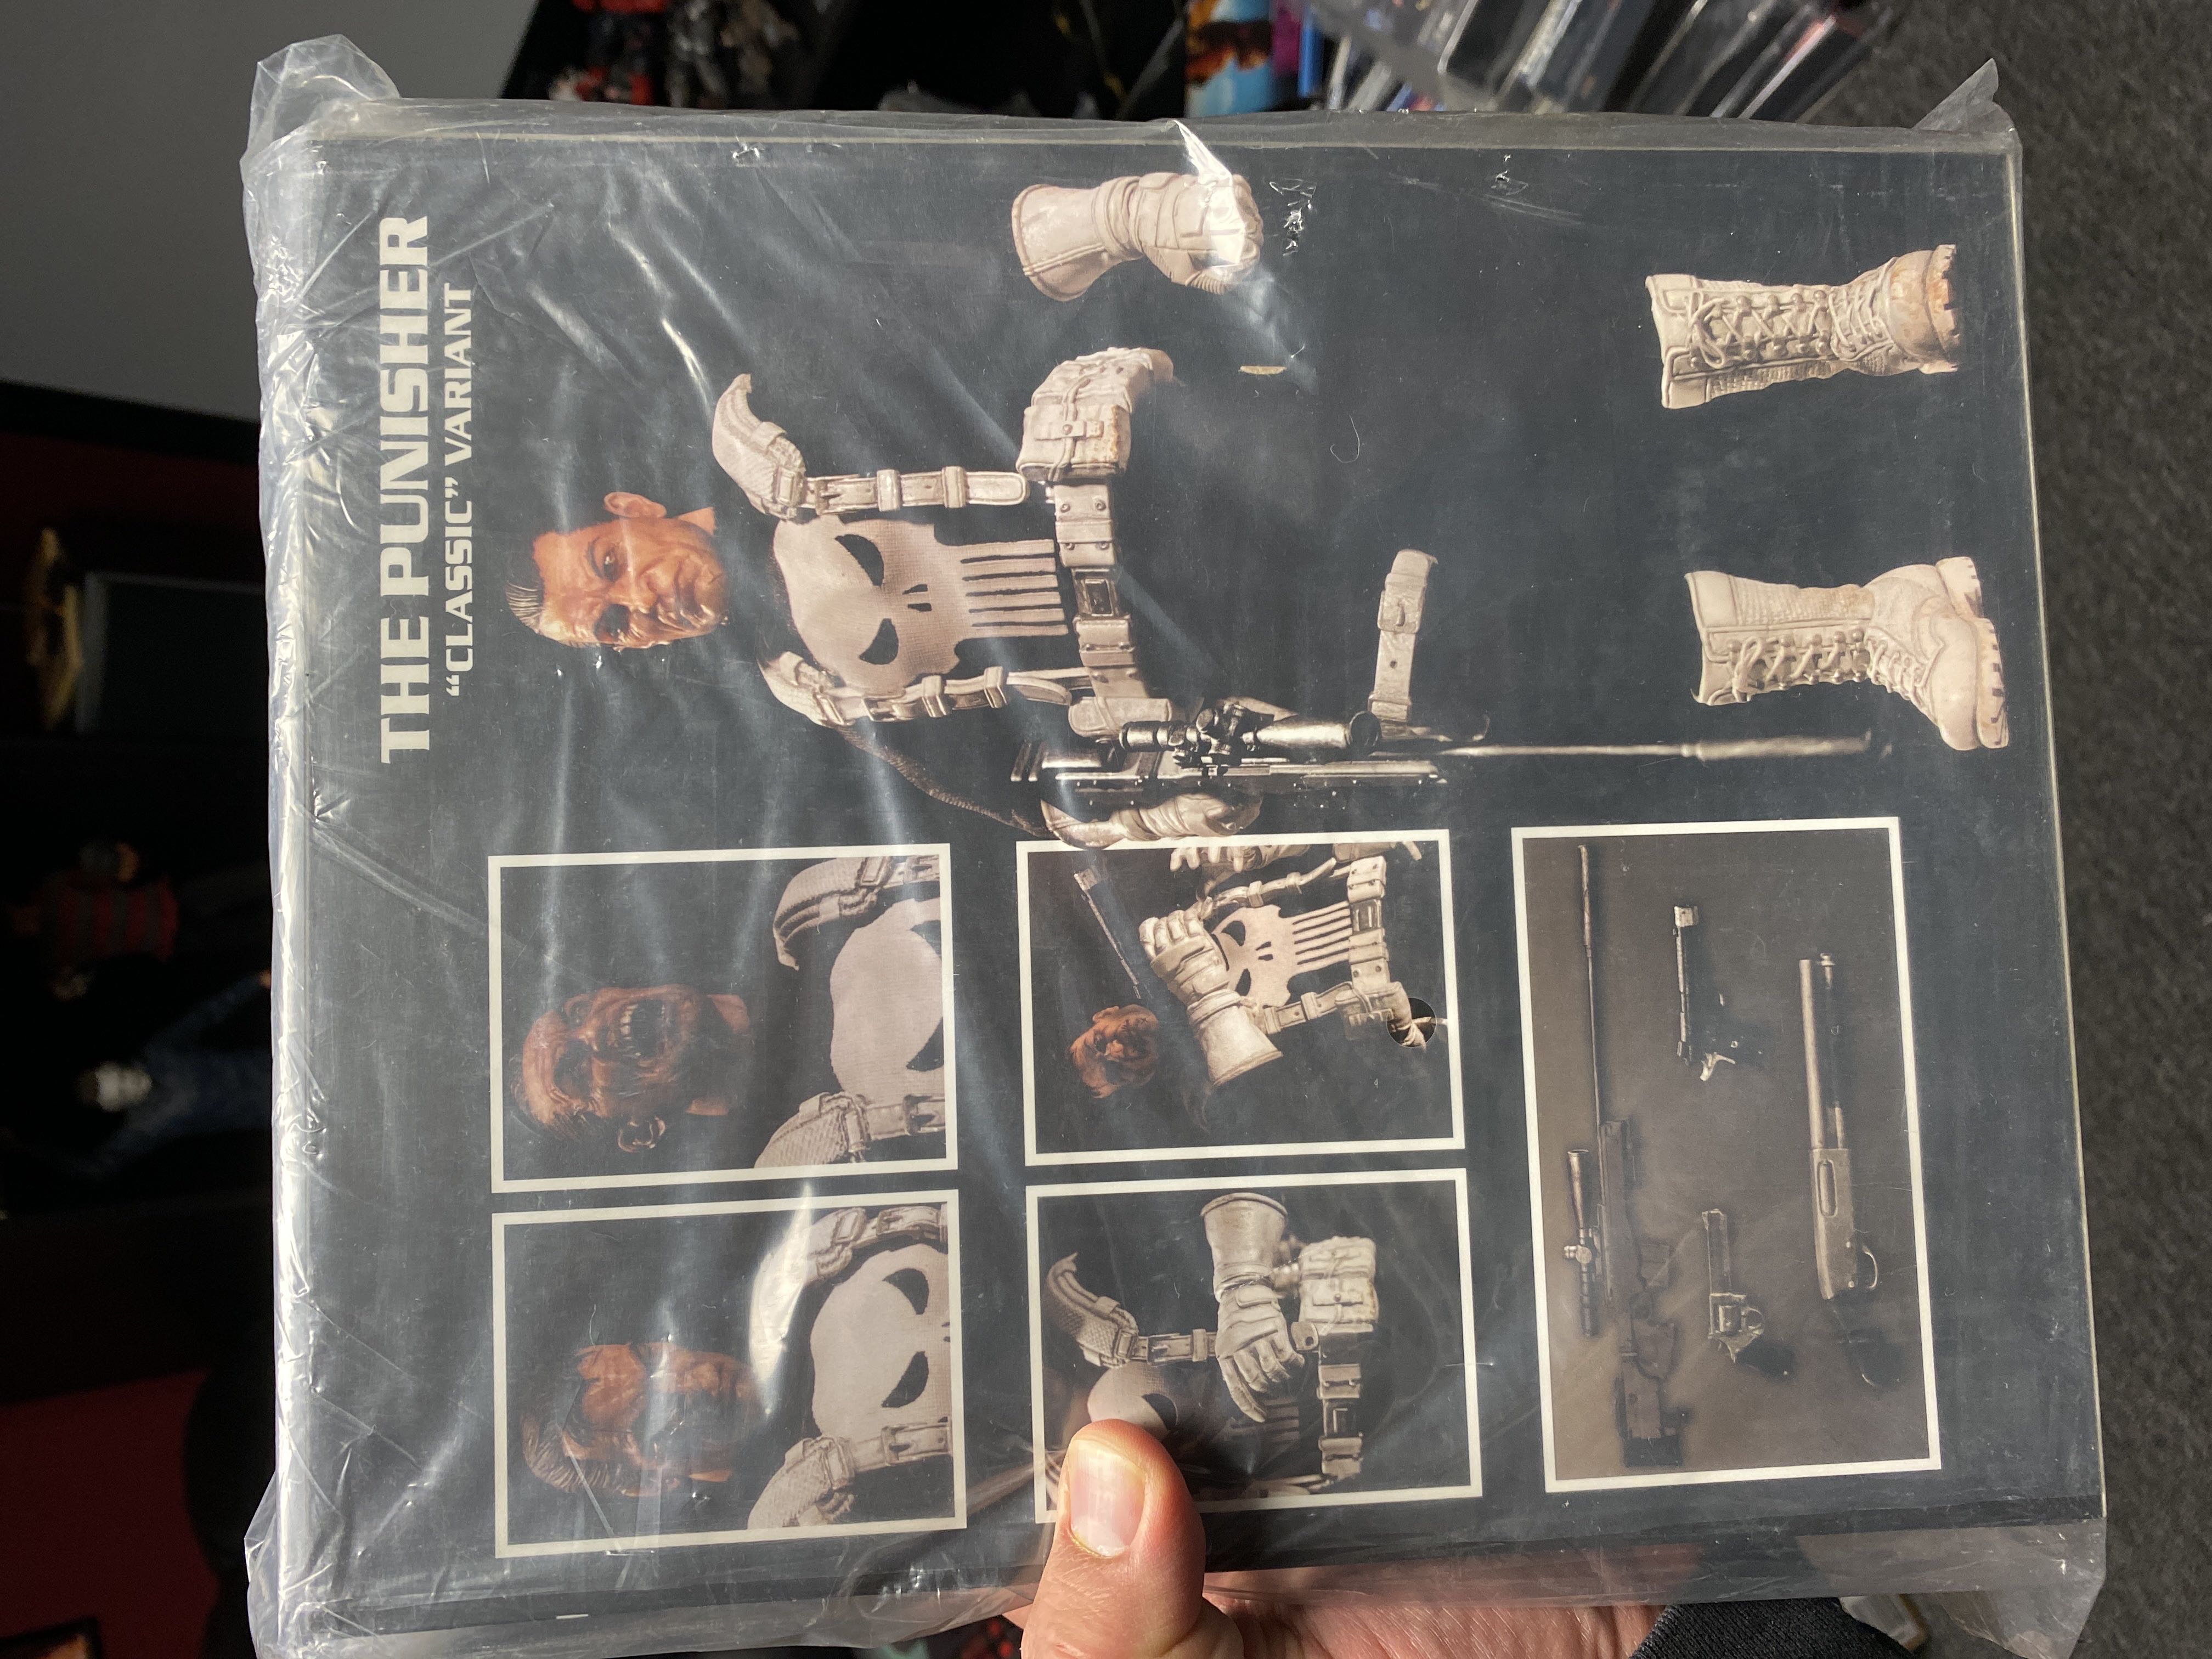 THE PUNISHER
“CLASSIC” VARIANT